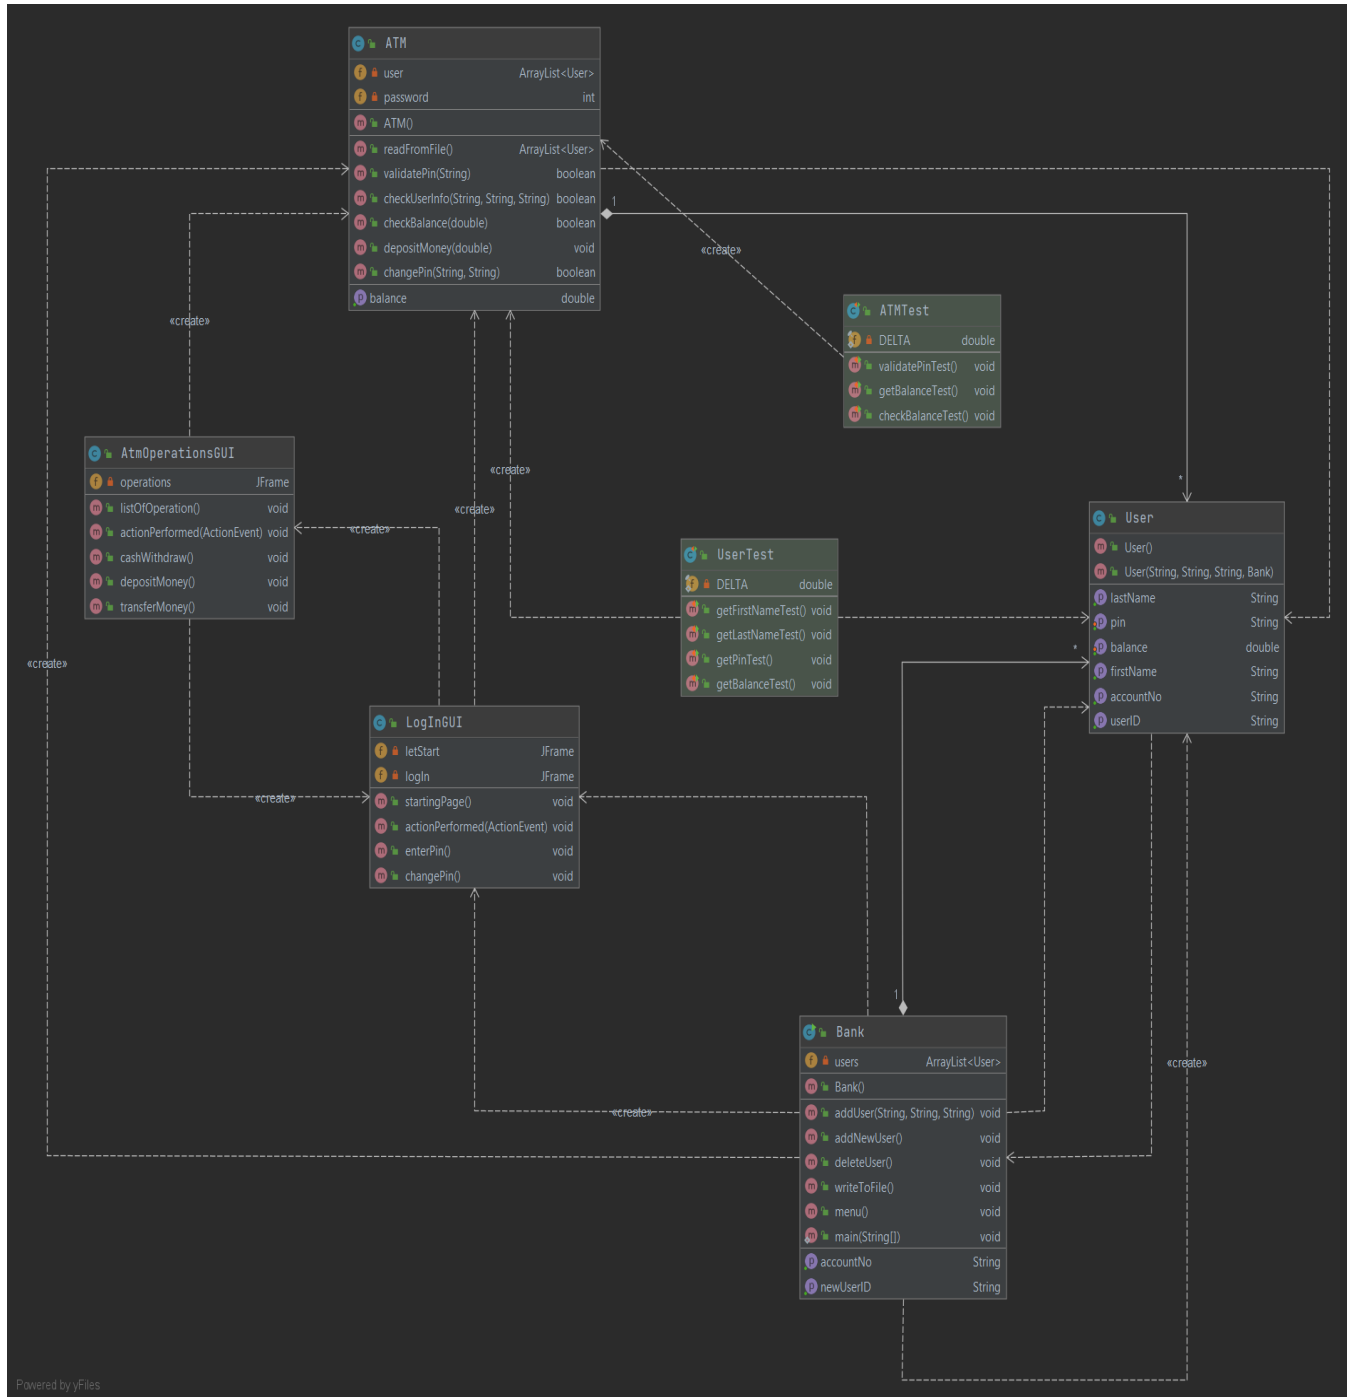 ATM
user ArrayList<User>
password int
ATM()
readFromFile() ArrayList<User>
validatePin(String) boolean
checkUserInfo(String, String, String) boolean
checkBalance(double) boolean
depositMoney(double) void
changePin(String, String) boolean
balance double
1
«create»
ATMTest
DELTA double
validatePinTest() void
getBalanceTest() void
checkBalanceTest() void
«create»
AtmOperationsGUI
operations JFrame
listOfOperation() void
actionPerformed(ActionEvent) void
cashWithdraw() void
depositMoney() void
transferMoney() void
«create»
«create»
«create»
*
User
User()
User(String, String, String, Bank)
lastName String
pin String
balance double
firstName String
accountNo String
userID String
UserTest
DELTA double
getFirstNameTest() void
getLastNameTest() void
getPinTest() void
getBalanceTest() void
*
«create»
LogInGUI
letStart JFrame
logIn JFrame
startingPage() void
actionPerformed(ActionEvent) void
enterPin() void
changePin() void
«create»
1
Bank
users ArrayList<User>
Bank()
addUser(String, String, String) void
addNewUser() void
deleteUser() void
writeToFile() void
menu() void
main(String[]) void
accountNo String
newUserID String
«create»
«create»
Powered by yFiles